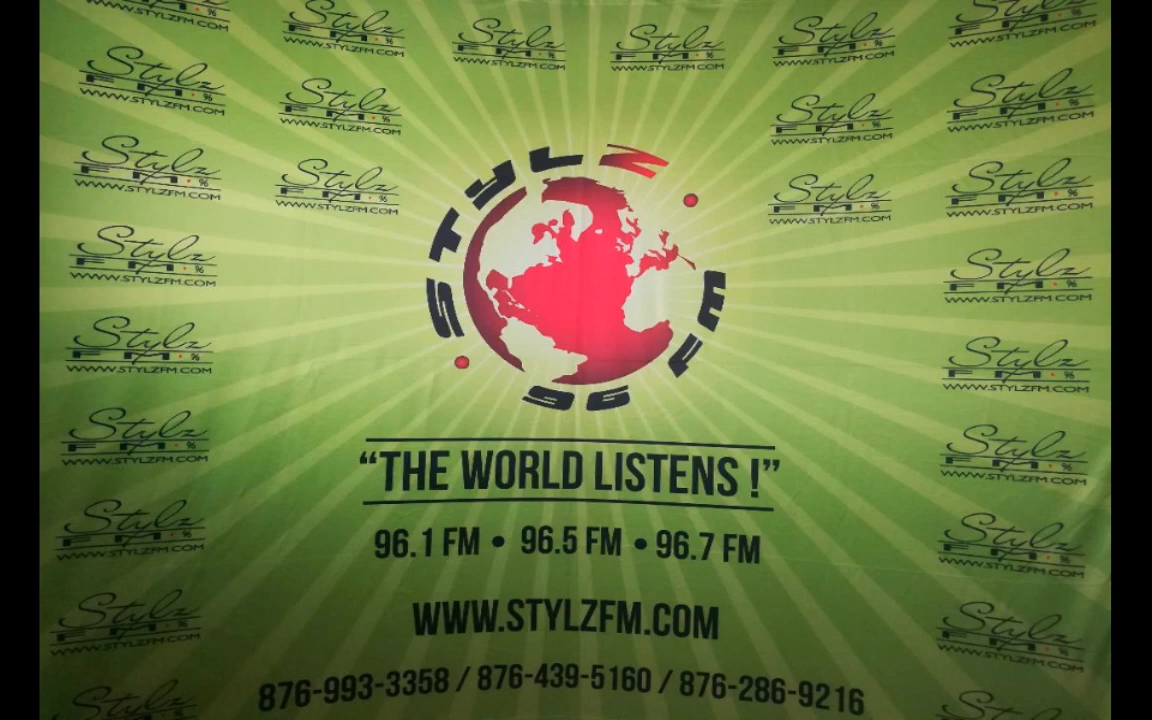 STYLZ FM 96
“THE WORLD LISTENS !”
96.1 FM • 96.5 FM • 96.7 FM
WWW.STYLZFM.COM
876-993-3358 / 876-439-5160 / 876-286-9216
Stylz
FM • 96
WWW.STYLZFM.COM